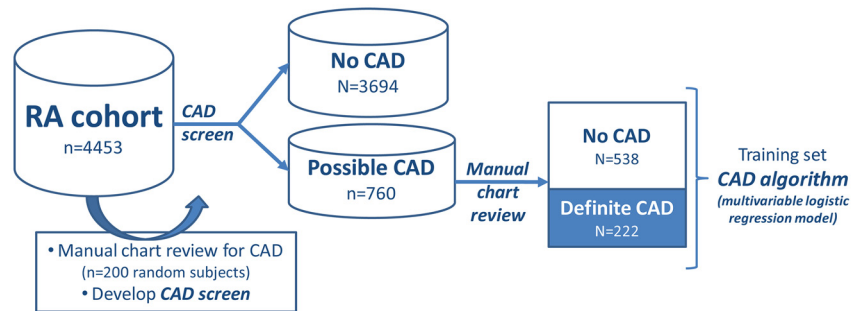 RA cohort
n=4453
CAD
screen
No CAD
N=3694
Possible CAD
n=760
Manual
chart
review
No CAD
N=538
Definite CAD
N=222
Training set
CAD algorithm
(multivariable logistic
regression model)
• Manual chart review for CAD
(n=200 random subjects)
• Develop CAD screen